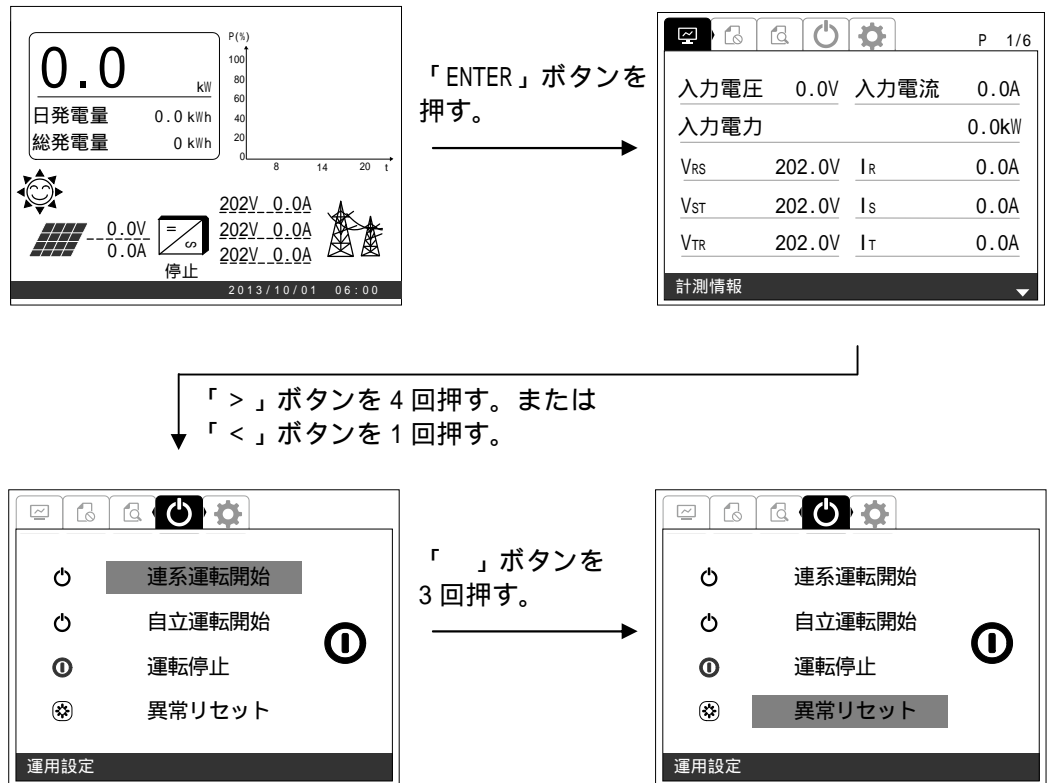 0.0 kW
日発電量 0.0kWh
総発電量 0kWh
P(%)
100
80
60
40
20
0
8 14 20 t
0.0V
0.0A
停止
202V 0.0A
202V 0.0A
202V 0.0A
2013/10/01 06:00
「ENTER」ボタンを
押す。
P 1/6
入力電圧 0.0V 入力電流 0.0A
入力電力 0.0kW
VRS 202.0V IR 0.0A
VST 202.0V IS 0.0A
VTR 202.0V IT 0.0A
計測情報
「>」ボタンを4回押す。または
「<」ボタンを1回押す。
連系運転開始
自立運転開始
運転停止
異常リセット
運用設定
「　」ボタンを
3回押す。
連系運転開始
自立運転開始
運転停止
異常リセット
運用設定